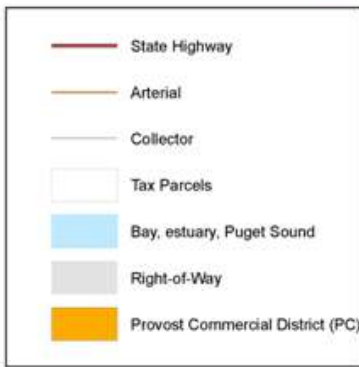 State Highway
Arterial
Collector
Tax Parcels
Bay, estuary, Puget Sound
Right-of-Way
Provost Commercial District (PC)